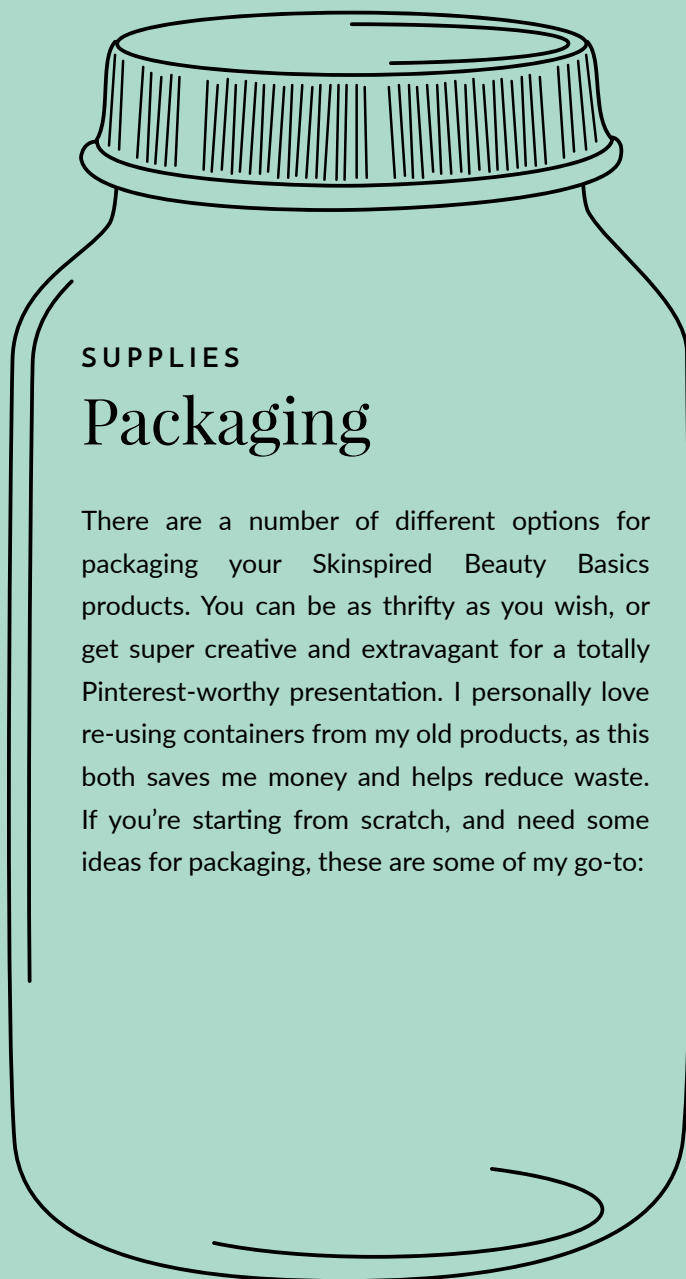 SUPPLIES
Packaging
There are a number of different options for
packaging your Skinspired Beauty Basics
products. You can be as thrifty as you wish, or
get super creative and extravagant for a totally
Pinterest-worthy presentation. I personally love
re-using containers from my old products, as this
both saves me money and helps reduce waste.
If you’re starting from scratch, and need some
ideas for packaging, these are some of my go-to: